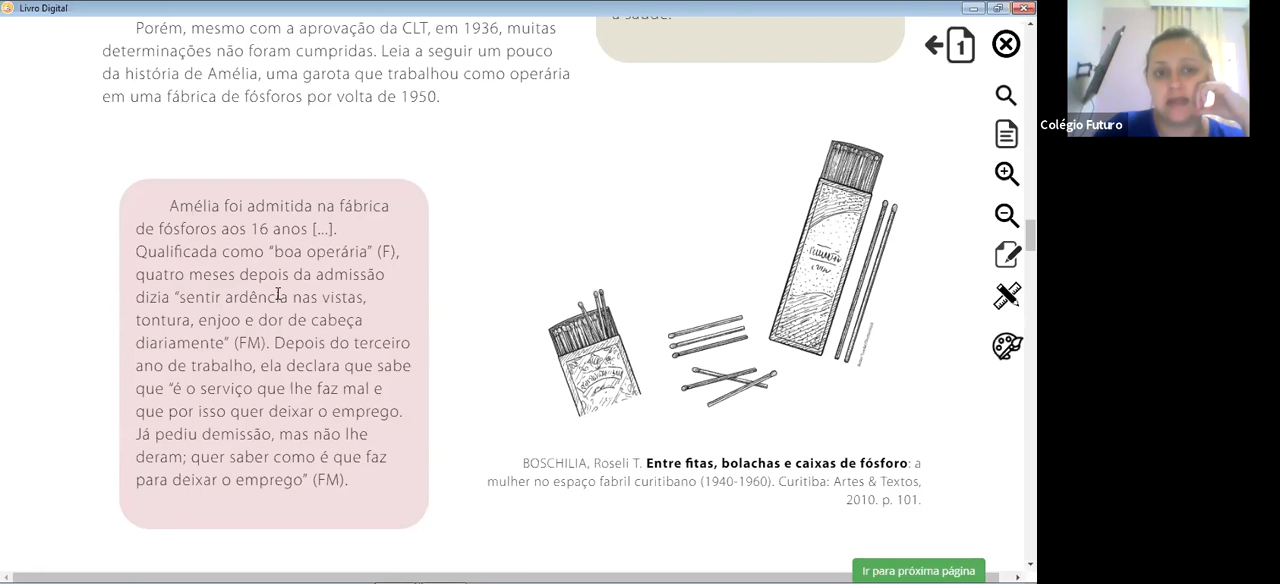 Livro Digital
a saúde.
Porém, mesmo com a aprovação da CLT, em 1936, muitas
determinações não foram cumpridas. Leia a seguir um pouco
da história de Amélia, uma garota que trabalhou como operária
em uma fábrica de fósforos por volta de 1950.
1
Colégio Futuro
Amélia foi admitida na fábrica
de fósforos aos 16 anos [...].
Qualificada como “boa operária” (F),
quatro meses depois da admissão
dizia “sentir ardência nas vistas,
tontura, enjoo e dor de cabeça
diariamente” (FM). Depois do terceiro
ano de trabalho, ela declara que sabe
que “é o serviço que lhe faz mal e
que por isso quer deixar o emprego.
Já pediu demissão, mas não lhe
deram; quer saber como é que faz
para deixar o emprego” (FM).
BOSCHILIA, Roseli T. Entre fitas, bolachas e caixas de fósforo: a
mulher no espaço fabril curitibano (1940-1960). Curitiba: Artes & Textos,
2010. p. 101.
Ir para próxima página